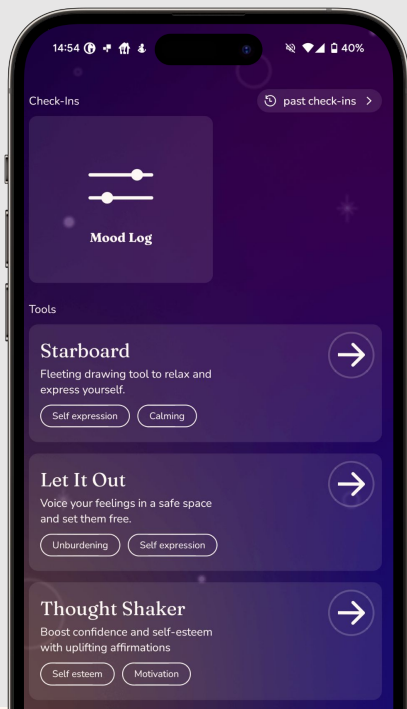 14:54 40%
Check-Ins past check-ins
Mood Log
Tools
Starboard
Fleeting drawing tool to relax and
express yourself.
Self expression Calming
Let It Out
Voice your feelings in a safe space
and set them free.
Unburdening Self expression
Thought Shaker
Boost confidence and self-esteem
with uplifting affirmations
Self esteem Motivation